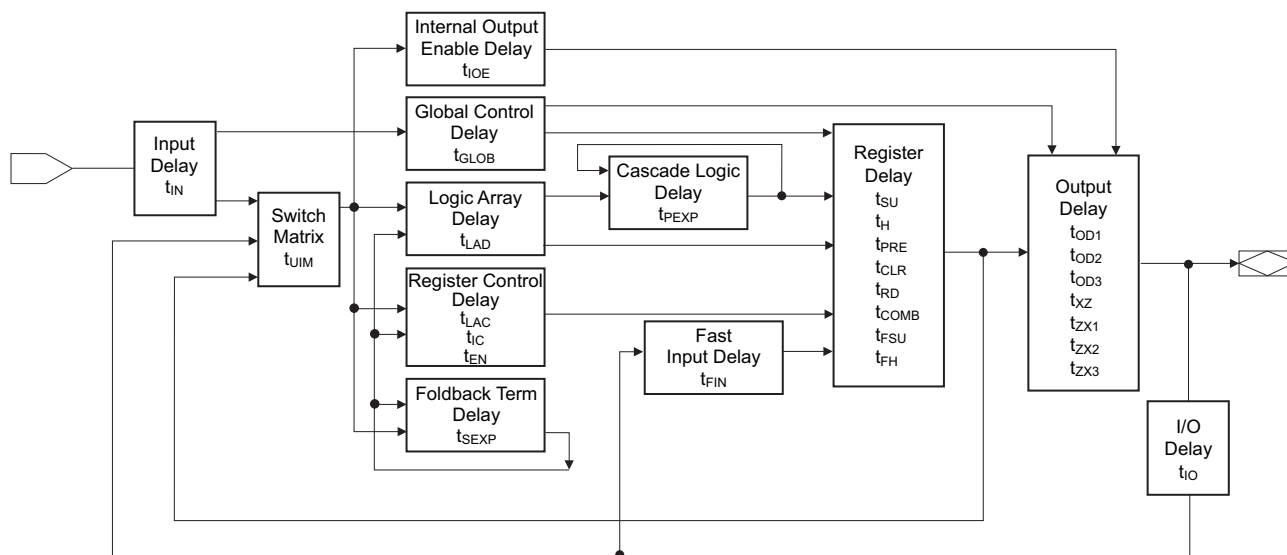 Internal Output
Enable Delay
tIOE
Global Control
Delay
tGLOB
Input
Delay
tIN
Switch
Matrix
tUIM
Logic Array
Delay
tLAD
Cascade Logic
Delay
tPEXP
Register Control
Delay
tLAC
tIC
tEN
Foldback Term
Delay
tSEXP
Fast
Input Delay
tFIN
Register
Delay
tSU
tH
tPRE
tCLR
tRD
tCOMB
tFSU
tFH
Output
Delay
tOD1
tOD2
tOD3
tXZ
tZX1
tZX2
tZX3
I/O
Delay
tIO